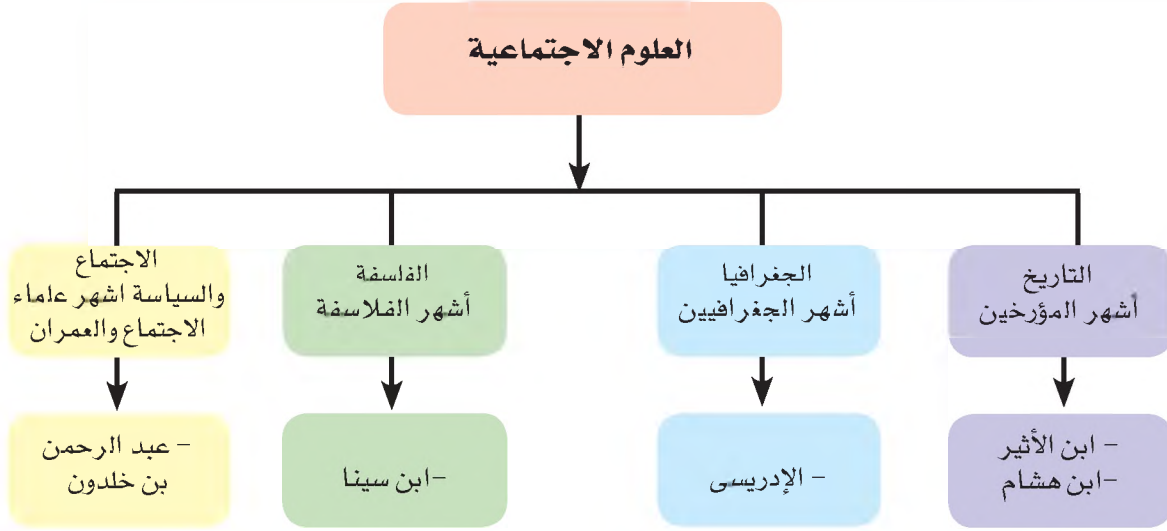 العلوم الاجتماعية
التاريخ
أشهر المؤرخين
الجغرافيا
أشهر الجغرافيين
الفلسفة
أشهر الفلاسفة
الاجتماع
والسياسة اشهر علماء
الاجتماع والعمران
– ابن الأثير
–ابن هشام
– الإدريسى
–ابن سينا
– عبد الرحمن
بن خلدون